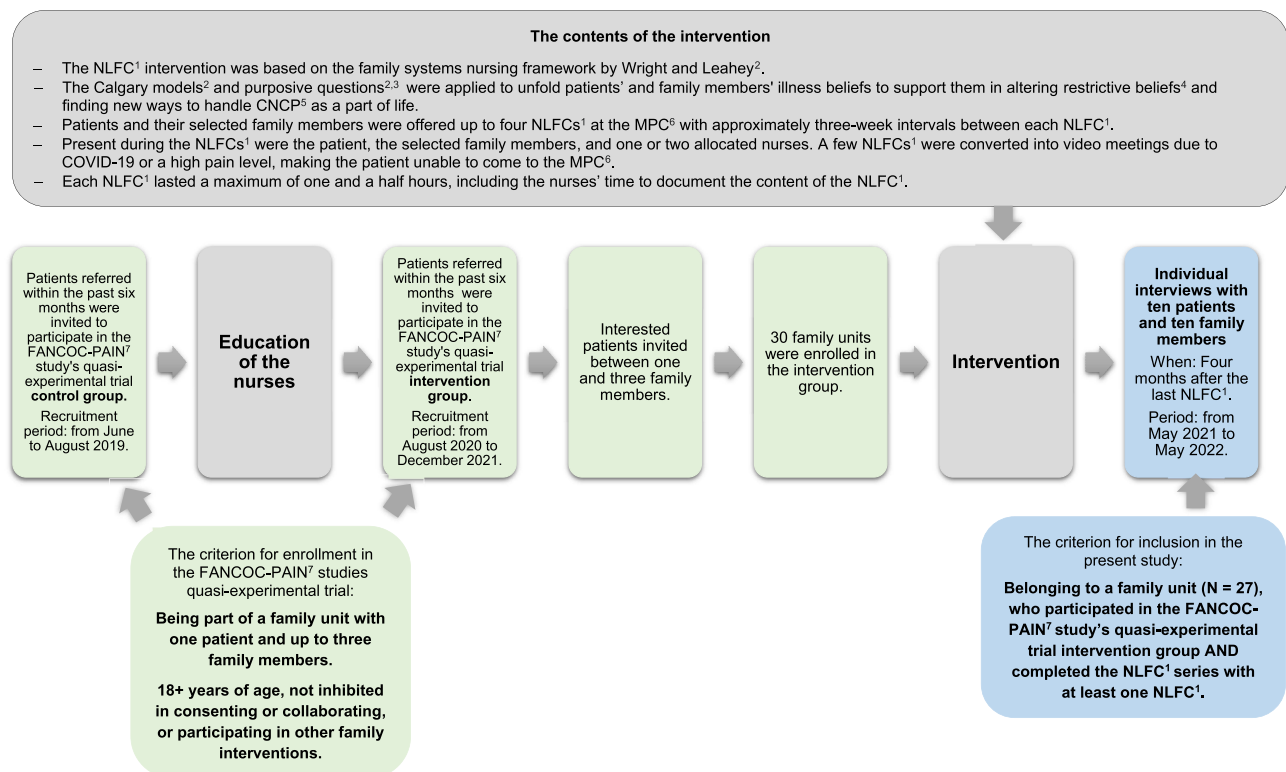 The contents of the intervention
– The NLFC¹ intervention was based on the family systems nursing framework by Wright and Leahey².
– The Calgary models² and purposive questions²,³ were applied to unfold patients’ and family members' illness beliefs to support them in altering restrictive beliefs⁴ and
finding new ways to handle CNCP⁵ as a part of life.
– Patients and their selected family members were offered up to four NLFCs¹ at the MPC⁶ with approximately three-week intervals between each NLFC¹.
– Present during the NLFCs¹ were the patient, the selected family members, and one or two allocated nurses. A few NLFCs¹ were converted into video meetings due to
COVID-19 or a high pain level, making the patient unable to come to the MPC⁶.
– Each NLFC¹ lasted a maximum of one and a half hours, including the nurses’ time to document the content of the NLFC¹.
Patients referred
within the past six
months were
invited to
participate in the
FANCOC-PAIN⁷
study's quasi-
experimental trial
control group.
Recruitment
period: from June
to August 2019.
Education
of the
nurses
Patients referred
within the past six
months were
invited to
participate in the
FANCOC-PAIN⁷
study's quasi-
experimental trial
intervention
group.
Recruitment
period: from
August 2020 to
December 2021.
Interested
patients invited
between one
and three family
members.
30 family units
were enrolled in
the intervention
group.
Intervention
Individual
interviews with
ten patients
and ten family
members
When: Four
months after the
last NLFC¹.
Period: from
May 2021 to
May 2022.
The criterion for enrollment in
the FANCOC-PAIN⁷ studies
quasi-experimental trial:
Being part of a family unit with
one patient and up to three
family members.
18+ years of age, not inhibited
in consenting or collaborating,
or participating in other family
interventions.
The criterion for inclusion in the
present study:
Belonging to a family unit (N = 27),
who participated in the FANCOC-
PAIN⁷ study’s quasi-experimental
trial intervention group AND
completed the NLFC¹ series with
at least one NLFC¹.